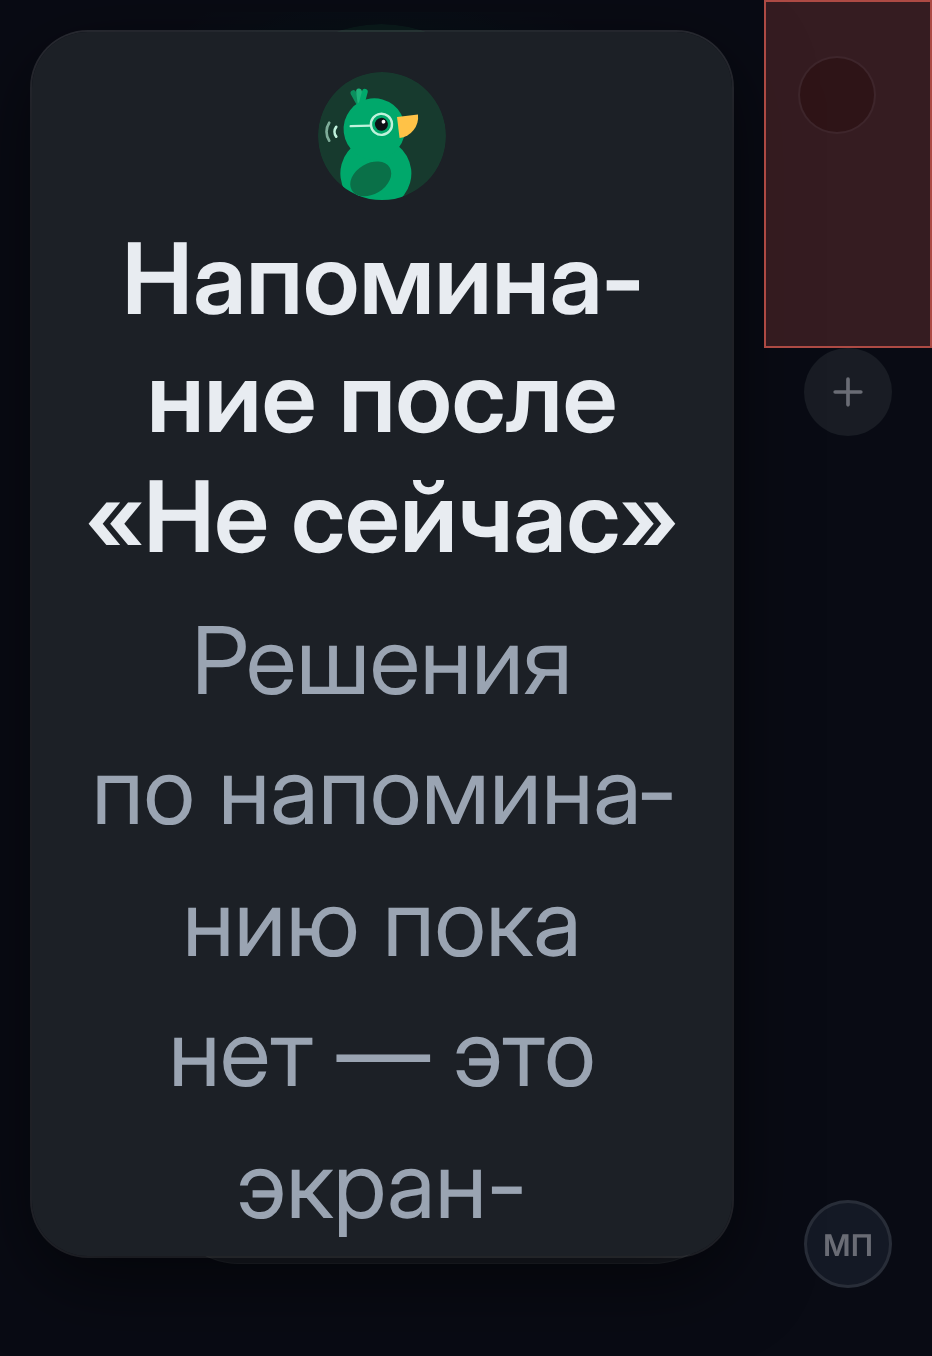 Напомина-
ние после
«Не сейчас»
Решения
по напомина-
нию пока
нет — это
экран-
МП